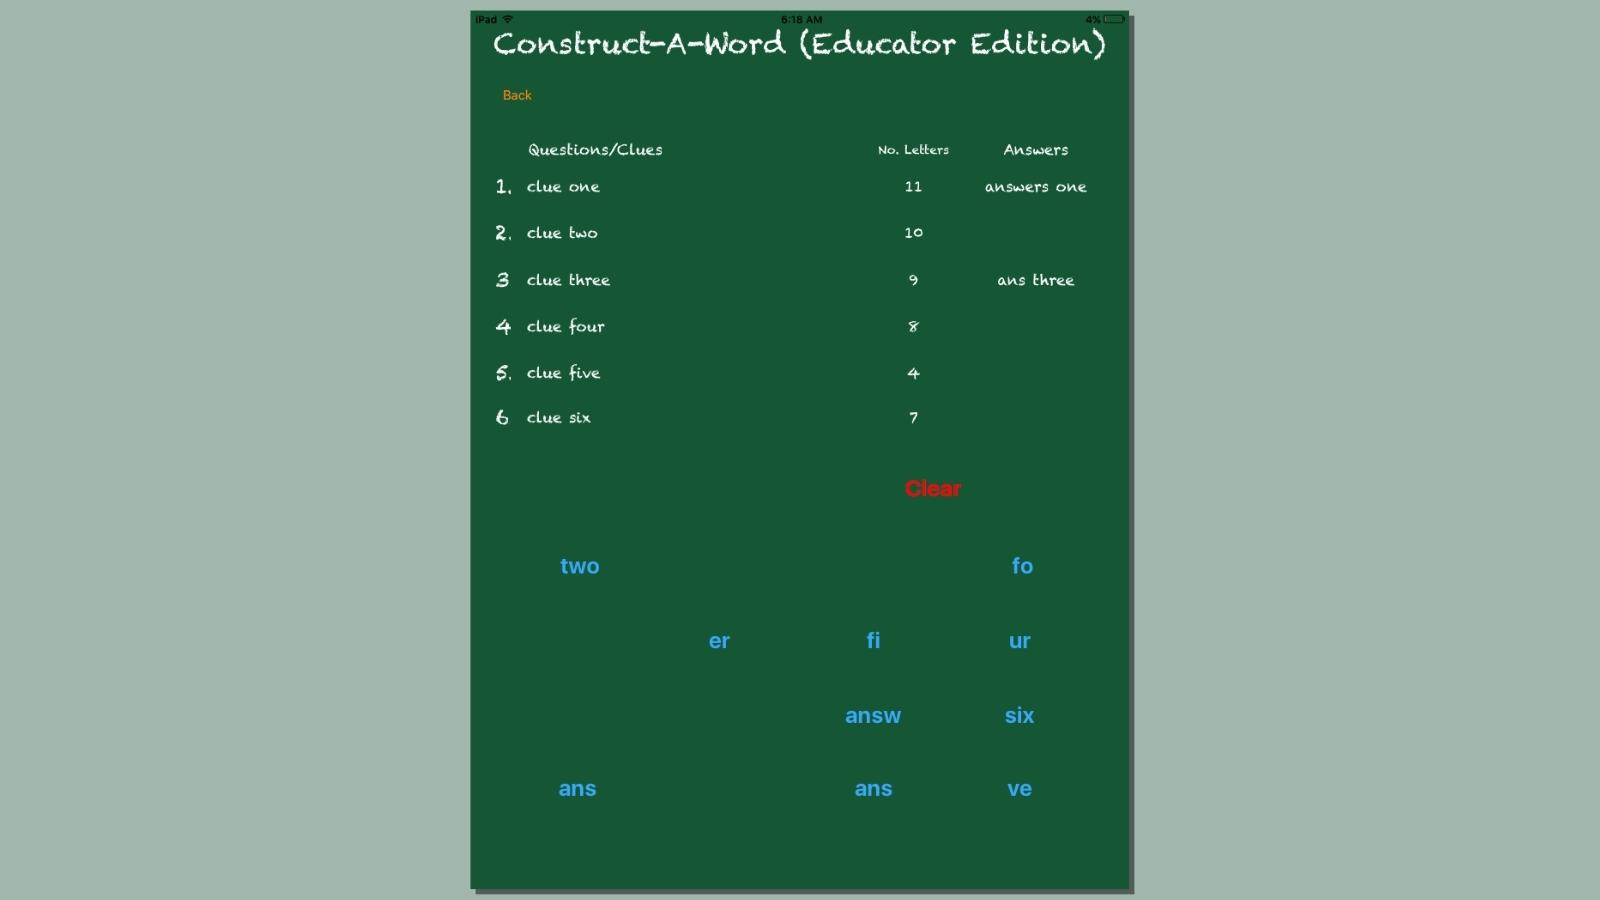 iPad 6:18 AM 4%
Construct-A-Word (Educator Edition)
Back
Questions/Clues No. Letters Answers
1. clue one 11 answers one
2. clue two 10
3 clue three 9 ans three
4 clue four 8
5. clue five 4
6 clue six 7
Clear
two fo
er fi ur
answ six
ans ans ve